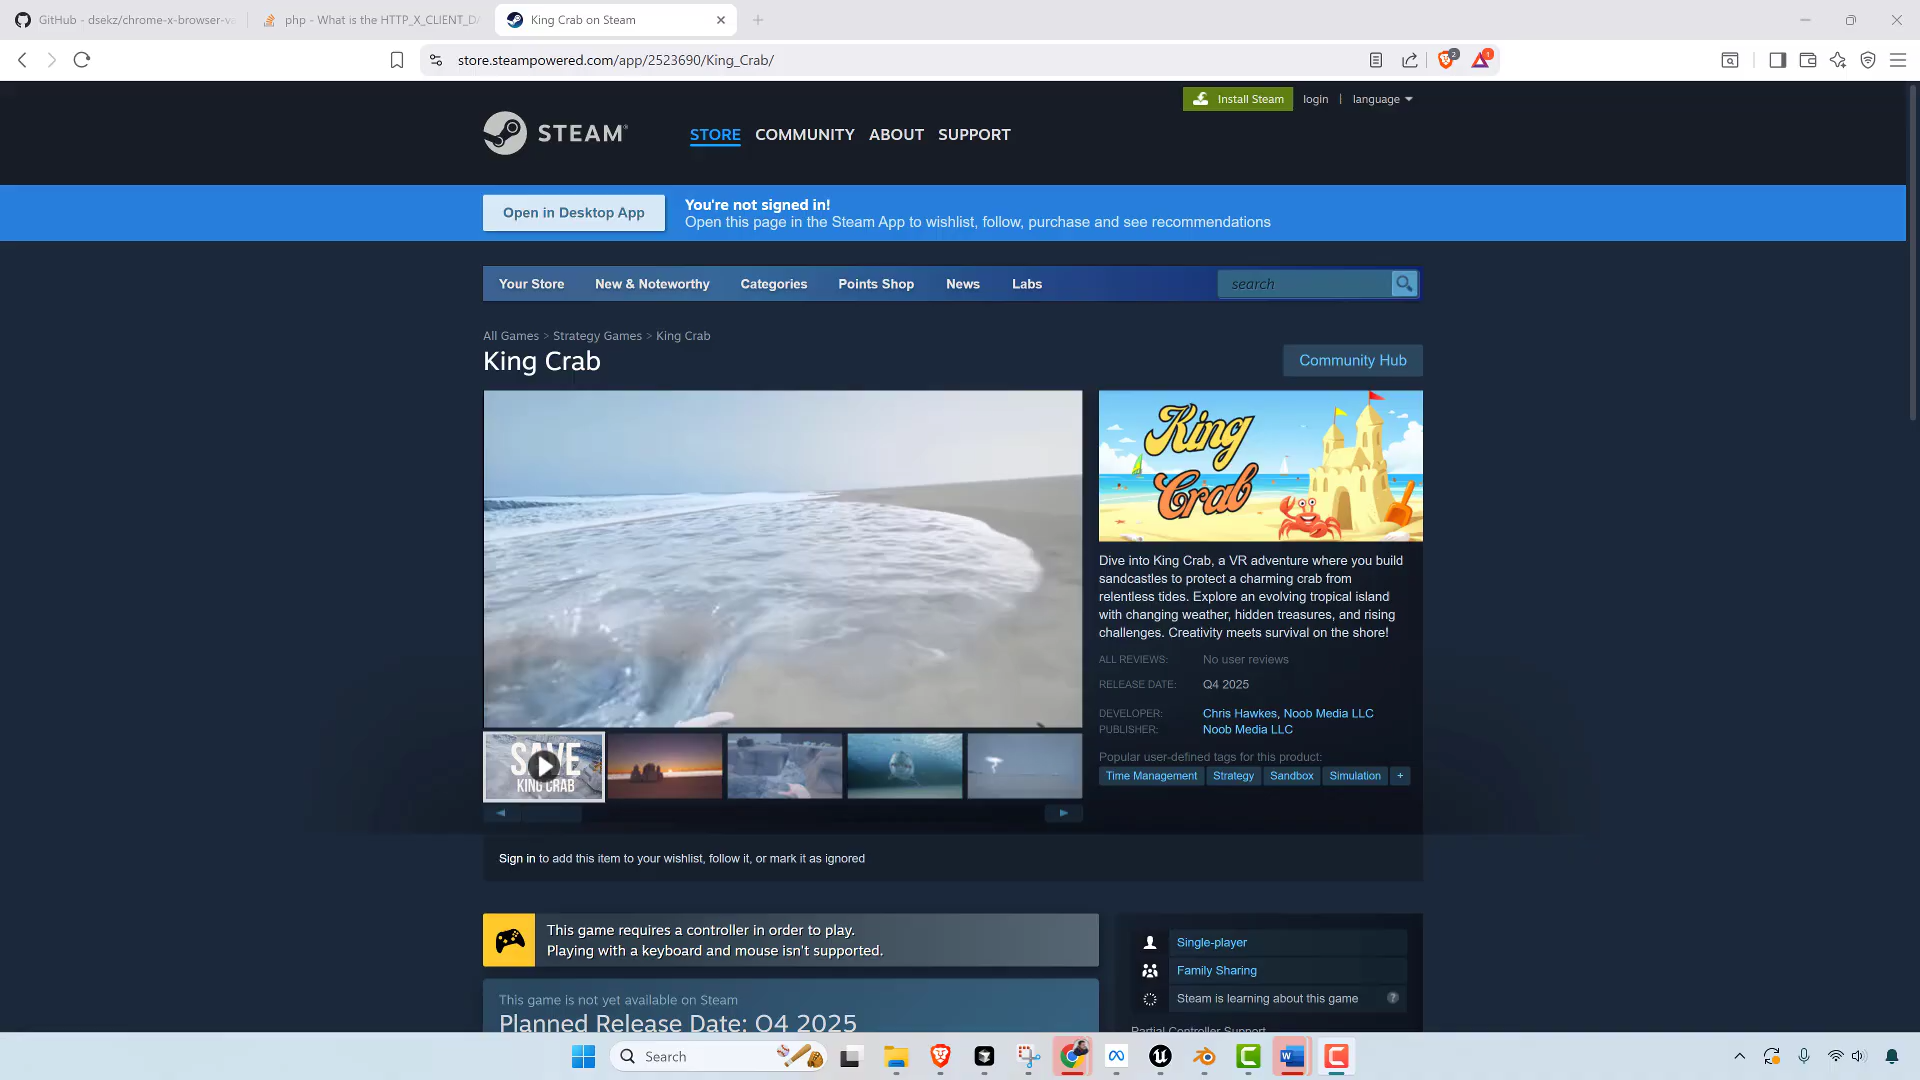 GitHub - dsekz/chrome-x-browser-va
php - What is the HTTP_X_CLIENT_DA
King Crab on Steam
store.steampowered.com/app/2523690/King_Crab/
2
1
Install Steam
login
|
language
STEAM
STORE
COMMUNITY
ABOUT
SUPPORT
Open in Desktop App
You're not signed in!
Open this page in the Steam App to wishlist, follow, purchase and see recommendations
Your Store
New & Noteworthy
Categories
Points Shop
News
Labs
search
All Games > Strategy Games > King Crab
King Crab
Community Hub
King
Crab
Dive into King Crab, a VR adventure where you build
sandcastles to protect a charming crab from
relentless tides. Explore an evolving tropical island
with changing weather, hidden treasures, and rising
challenges. Creativity meets survival on the shore!
ALL REVIEWS: No user reviews
RELEASE DATE: Q4 2025
DEVELOPER: Chris Hawkes, Noob Media LLC
PUBLISHER: Noob Media LLC
Popular user-defined tags for this product:
Time Management
Strategy
Sandbox
Simulation
+
SAVE
KING CRAB
Sign in to add this item to your wishlist, follow it, or mark it as ignored
This game requires a controller in order to play.
Playing with a keyboard and mouse isn't supported.
Single-player
Family Sharing
Steam is learning about this game
?
Partial Controller Support
This game is not yet available on Steam
Planned Release Date: Q4 2025
Search